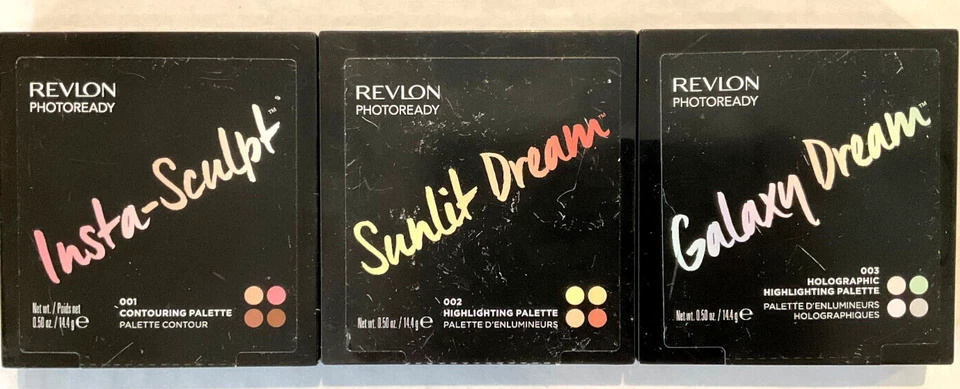 REVLON
PHOTOREADY
Insta-Sculpt™
Net wt. / Poids net
0.50 oz. / 14.4 g ℮
001
CONTOURING PALETTE
PALETTE CONTOUR
REVLON
PHOTOREADY
Sunlit Dream™
Net wt. 0.50 oz. / 14.4 g ℮
002
HIGHLIGHTING PALETTE
PALETTE D'ENLUMINEURS
REVLON
PHOTOREADY
Galaxy Dream™
Net wt. 0.50 oz. / 14.4 g ℮
003
HOLOGRAPHIC
HIGHLIGHTING PALETTE
PALETTE D'ENLUMINEURS
HOLOGRAPHIQUES